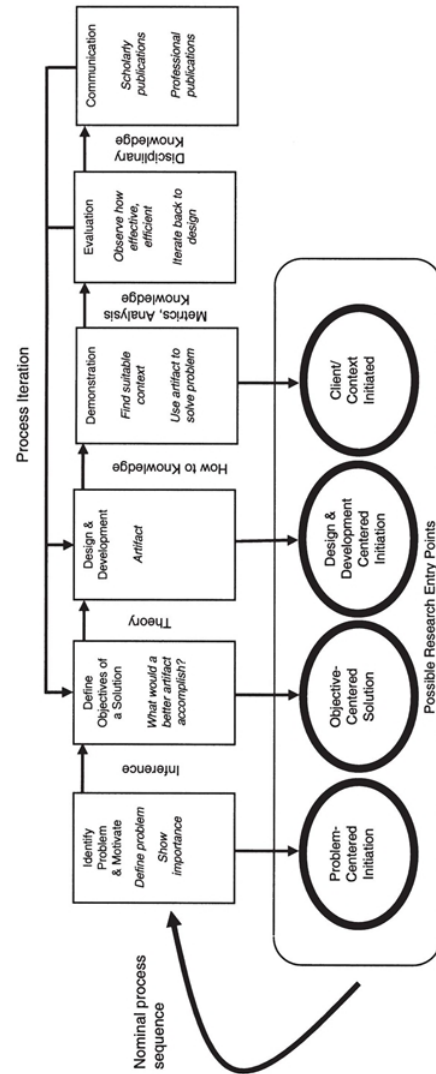 Process Iteration
Nominal process
sequence
Identify
Problem
& Motivate
Define problem
Show
importance
Inference
Define
Objectives of
a Solution
What would a
better artifact
accomplish?
Theory
Design &
Development
Artifact
How to Knowledge
Demonstration
Find suitable
context
Use artifact to
solve problem
Metrics, Analysis
Knowledge
Evaluation
Observe how
effective,
efficient
Iterate back to
design
Disciplinary
Knowledge
Communication
Scholarly
publications
Professional
publications
Problem-
Centered
Initiation
Objective-
Centered
Solution
Design &
Development
Centered
Initiation
Client/
Context
Initiated
Possible Research Entry Points